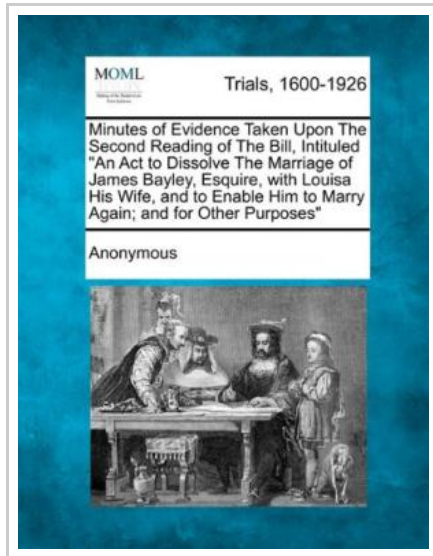 MOML
Trials, 1600-1926
Minutes of Evidence Taken Upon The
Second Reading of The Bill, Intituled
"An Act to Dissolve The Marriage of
James Bayley, Esquire, with Louisa
His Wife, and to Enable Him to Marry
Again; and for Other Purposes"
Anonymous